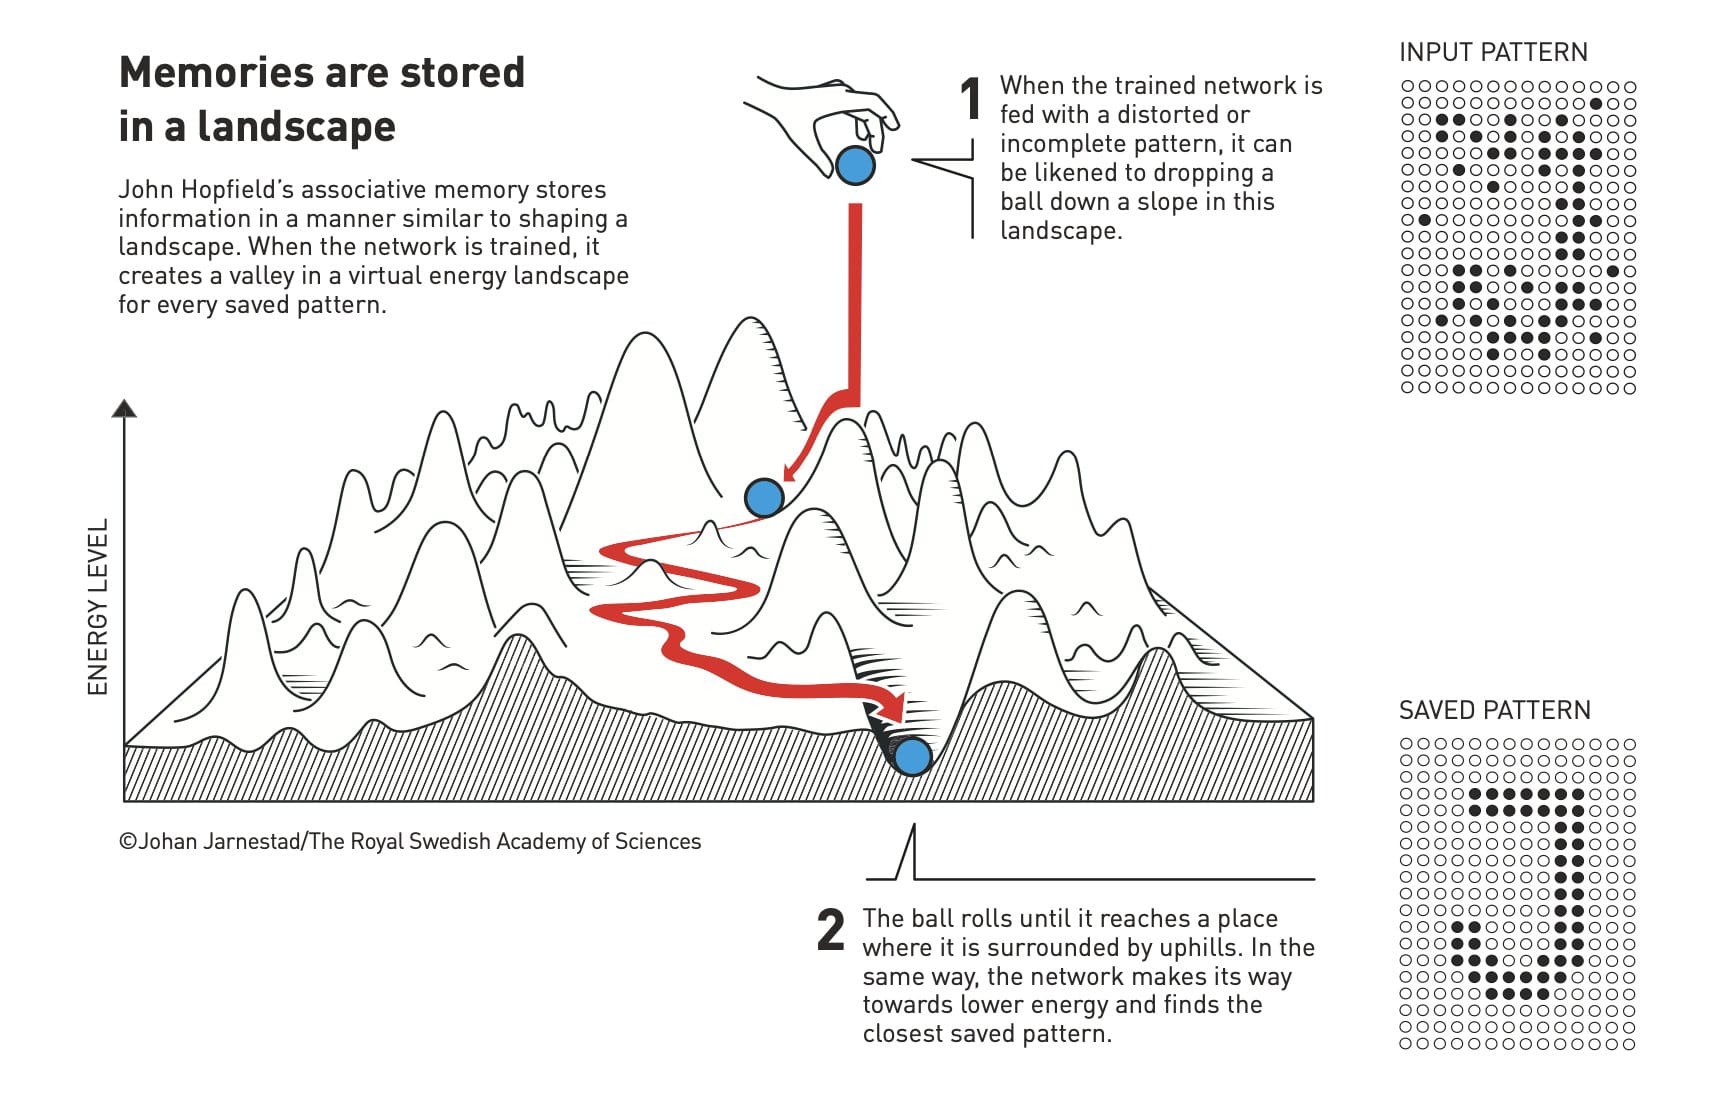 Memories are stored
in a landscape
John Hopfield’s associative memory stores
information in a manner similar to shaping a
landscape. When the network is trained, it
creates a valley in a virtual energy landscape
for every saved pattern.
1
When the trained network is
fed with a distorted or
incomplete pattern, it can
be likened to dropping a
ball down a slope in this
landscape.
INPUT PATTERN
ENERGY LEVEL
SAVED PATTERN
©Johan Jarnestad/The Royal Swedish Academy of Sciences
2
The ball rolls until it reaches a place
where it is surrounded by uphills. In the
same way, the network makes its way
towards lower energy and finds the
closest saved pattern.